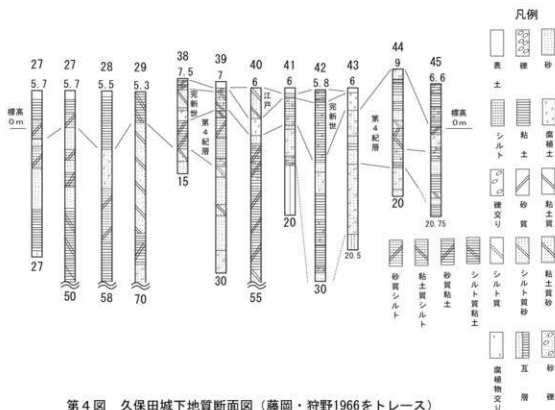 凡例
27 27 28 29 38 39 40 41 42 43 44 45
5.7 5.7 5.5 5.3 7.5 7 6 6 5.8 6 9 6.6
標高
0m
完新世
第4紀層
江戸
完新世
第4紀層
標高
0m
15
20
20
20.75
20.5
27
50
58
70
30
55
30
表土
礫
砂
シルト
粘土
腐植土
礫交り
砂質
粘土質
砂質シルト
粘土質シルト
砂質粘土
シルト質粘土
シルト質
シルト質砂
粘土質砂
腐植物交り
互層
砂礫
第4図 久保田城下地質断面図（藤岡・狩野1966をトレース）